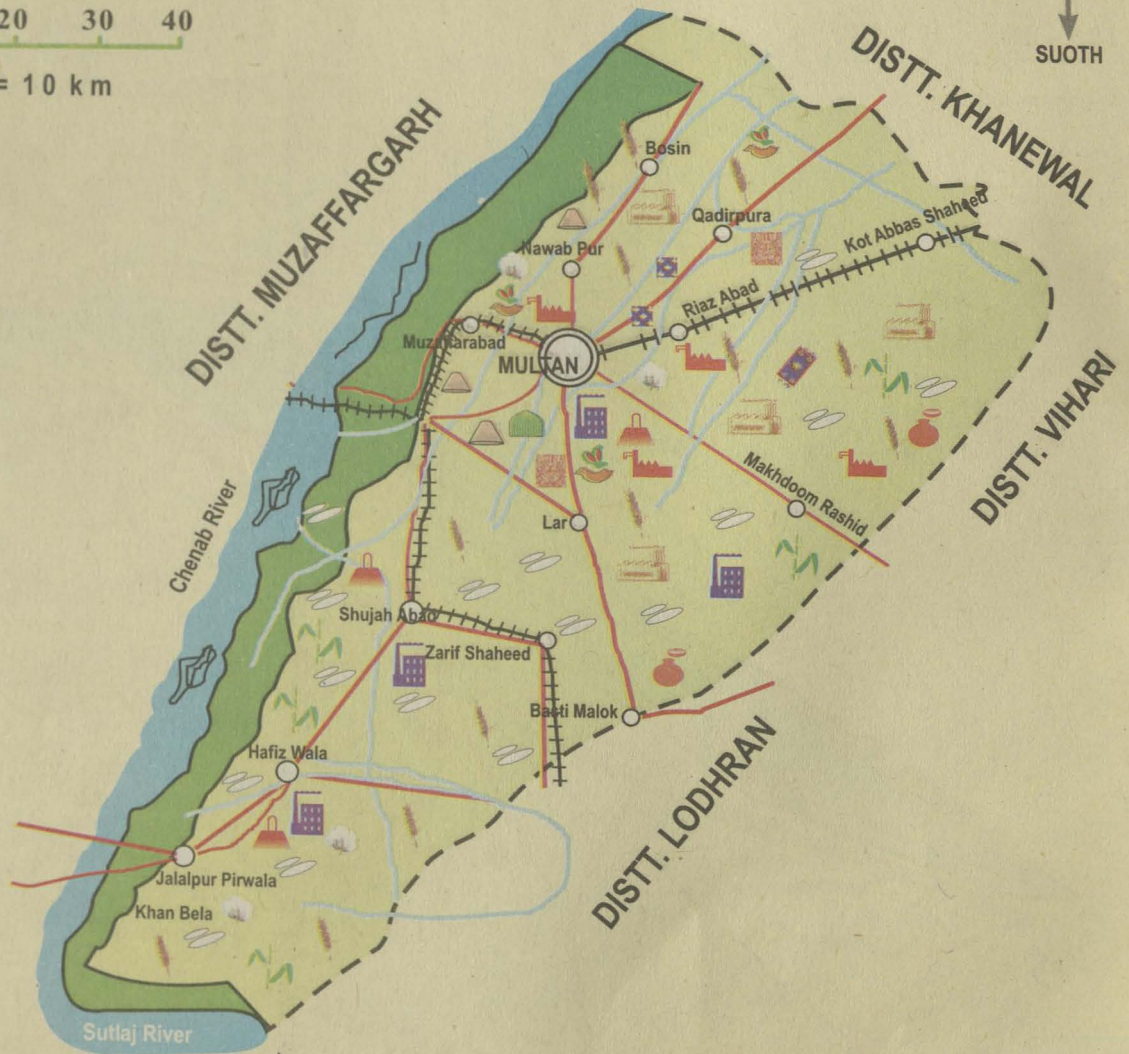 20 30 40
= 10 km
SUOTH
DISTT. KHANEWAL
DISTT. MUZAFFARGARH
Bosin
Qadirpura
Kot Abbas Shaheed
Nawab Pur
Riaz Abad
Muzaffarabad
MULTAN
DISTT. VIHARI
Makhdoom Rashid
Chenab River
Lar
Shujah Abad
Zarif Shaheed
Basti Malok
Hafiz Wala
DISTT. LODHRAN
Jalalpur Pirwala
Khan Bela
Sutlaj River